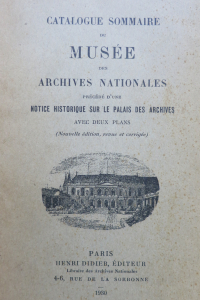 CATALOGUE SOMMAIRE
DU
MUSÉE
DES
ARCHIVES NATIONALES
PRÉCÉDÉ D'UNE
NOTICE HISTORIQUE SUR LE PALAIS DES ARCHIVES
AVEC DEUX PLANS
(Nouvelle édition, revue et corrigée)
PARIS
HENRI DIDIER, ÉDITEUR
Libraire des Archives Nationales
4-6, RUE DE LA SORBONNE